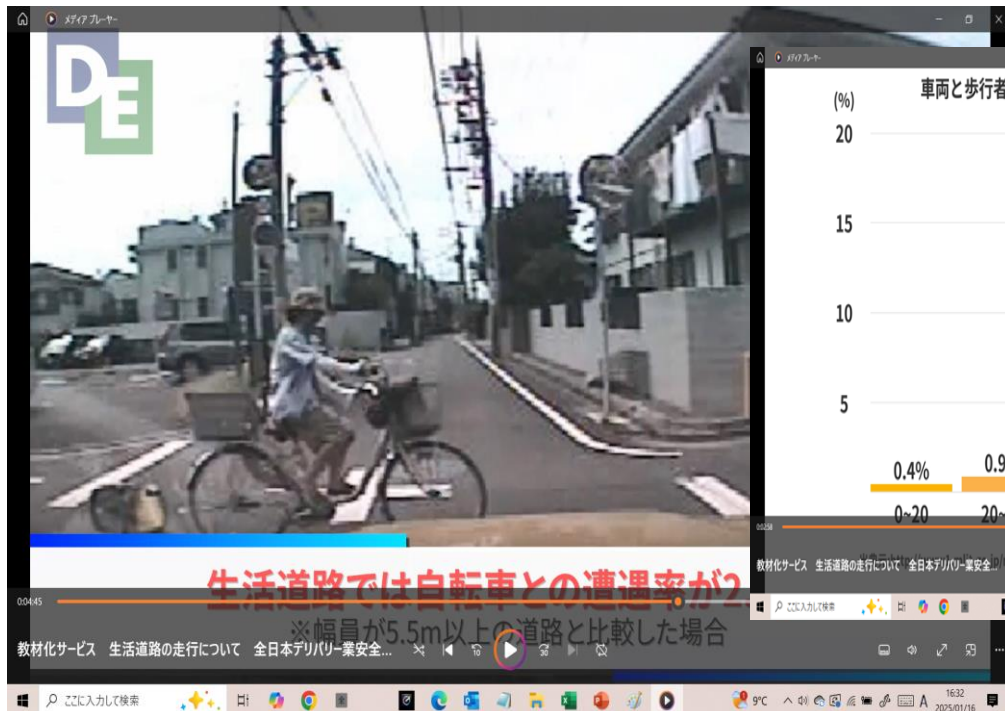 メディア プレーヤー
DE
生活道路では自転車との遭遇率が2.
※幅員が5.5m以上の道路と比較した場合
0:04:45
教材化サービス 生活道路の走行について 全日本デリバリー業安全...
10
30
ここに入力して検索
9°C
A
16:32
2025/01/16
メディア プレーヤー
車両と歩行者
(%)
20
15
10
5
0.4%
0.9
0~20
20~
0:02:58
教材化サービス 生活道路の走行について 全日本デリバリー業安全...
ここに入力して検索